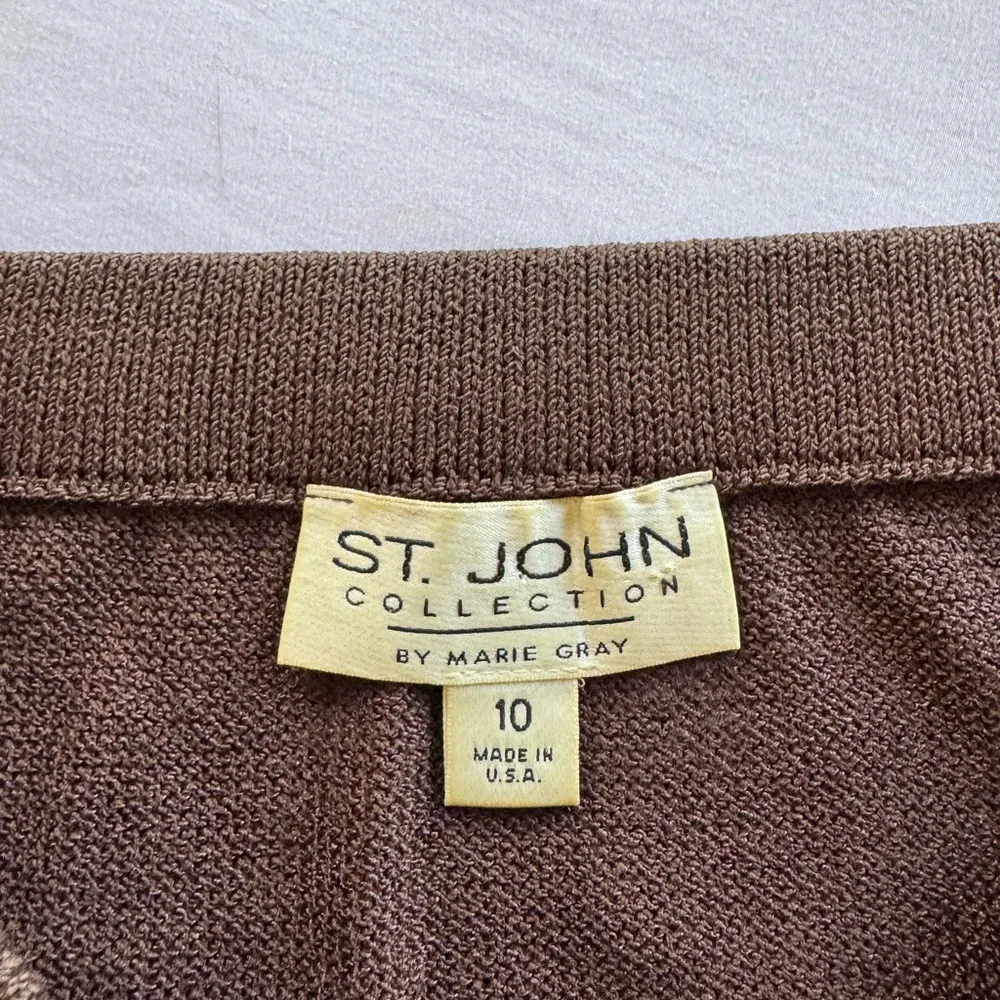 ST. JOHN
COLLECTION
BY MARIE GRAY
10
MADE IN
U.S.A.